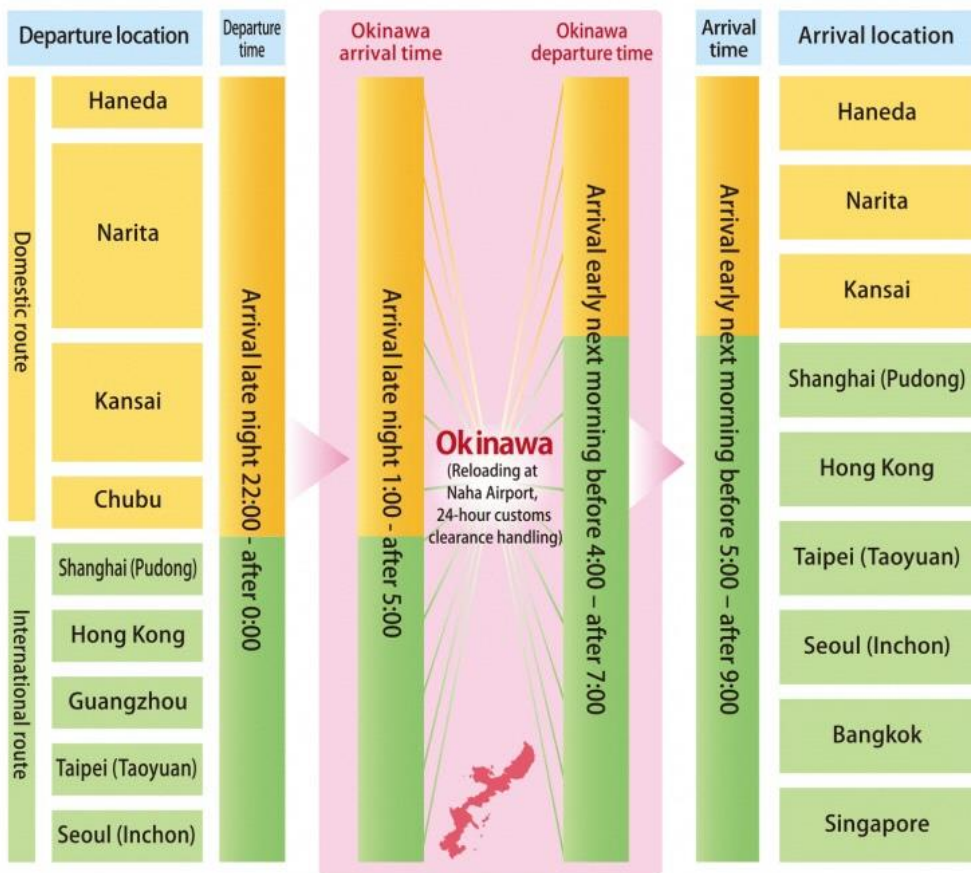 Departure location
Departure
time
Okinawa
arrival time
Okinawa
departure time
Arrival
time
Arrival location
Domestic route
Haneda
Narita
Kansai
Chubu
International route
Shanghai (Pudong)
Hong Kong
Guangzhou
Taipei (Taoyuan)
Seoul (Inchon)
Arrival late night 22:00 - after 0:00
Arrival late night 1:00 - after 5:00
Okinawa
(Reloading at
Naha Airport,
24-hour customs
clearance handling)
Arrival early next morning before 4:00 – after 7:00
Arrival early next morning before 5:00 – after 9:00
Haneda
Narita
Kansai
Shanghai (Pudong)
Hong Kong
Taipei (Taoyuan)
Seoul (Inchon)
Bangkok
Singapore